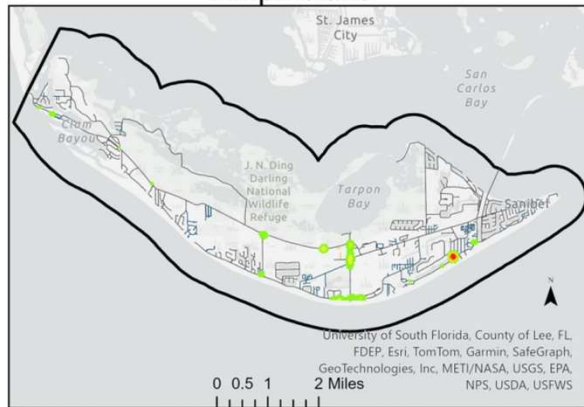 St. James
City
San
Carlos
Bay
Clam
Bayou
J. N. Ding
Darling
National
Wildlife
Refuge
Tarpon
Bay
Sanibel
N
University of South Florida, County of Lee, FL,
FDEP, Esri, TomTom, Garmin, SafeGraph,
GeoTechnologies, Inc, METI/NASA, USGS, EPA,
NPS, USDA, USFWS
0 0.5 1 2 Miles